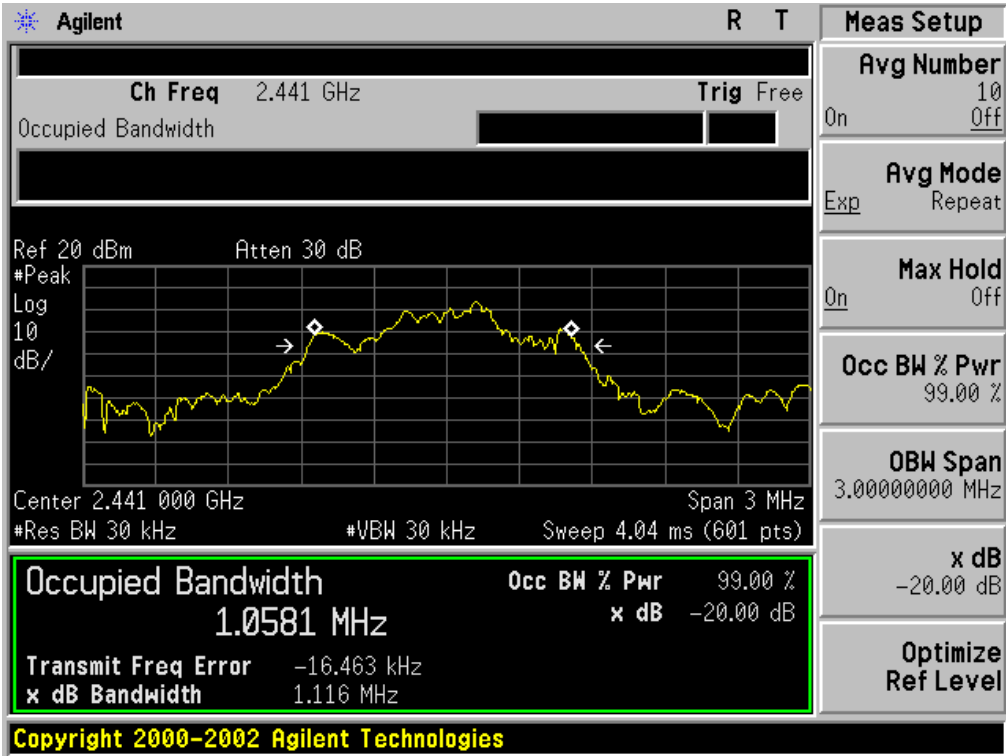 Agilent R T
Ch Freq 2.441 GHz Trig Free
Occupied Bandwidth
Ref 20 dBm Atten 30 dB
#Peak
Log
10
dB/
Center 2.441 000 GHz Span 3 MHz
#Res BW 30 kHz #VBW 30 kHz Sweep 4.04 ms (601 pts)
Occupied Bandwidth Occ BW % Pwr 99.00 %
1.0581 MHz x dB -20.00 dB
Transmit Freq Error -16.463 kHz
x dB Bandwidth 1.116 MHz
Copyright 2000-2002 Agilent Technologies
Meas Setup
Avg Number
10
On Off
Avg Mode
Exp Repeat
Max Hold
On Off
Occ BW % Pwr
99.00 %
OBW Span
3.00000000 MHz
x dB
-20.00 dB
Optimize
Ref Level